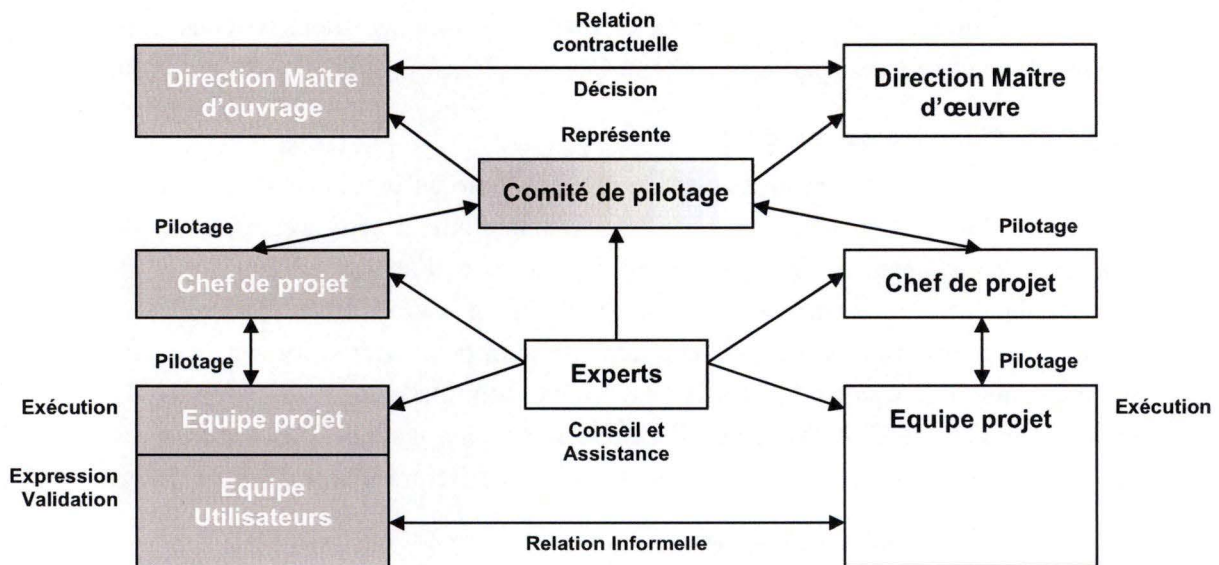 Relation
contractuelle
Direction Maître
d'ouvrage
Direction Maître
d'œuvre
Décision
Représente
Comité de pilotage
Pilotage
Pilotage
Chef de projet
Chef de projet
Pilotage
Experts
Pilotage
Exécution
Equipe projet
Equipe projet
Exécution
Conseil et
Assistance
Expression
Validation
Equipe
Utilisateurs
Relation Informelle